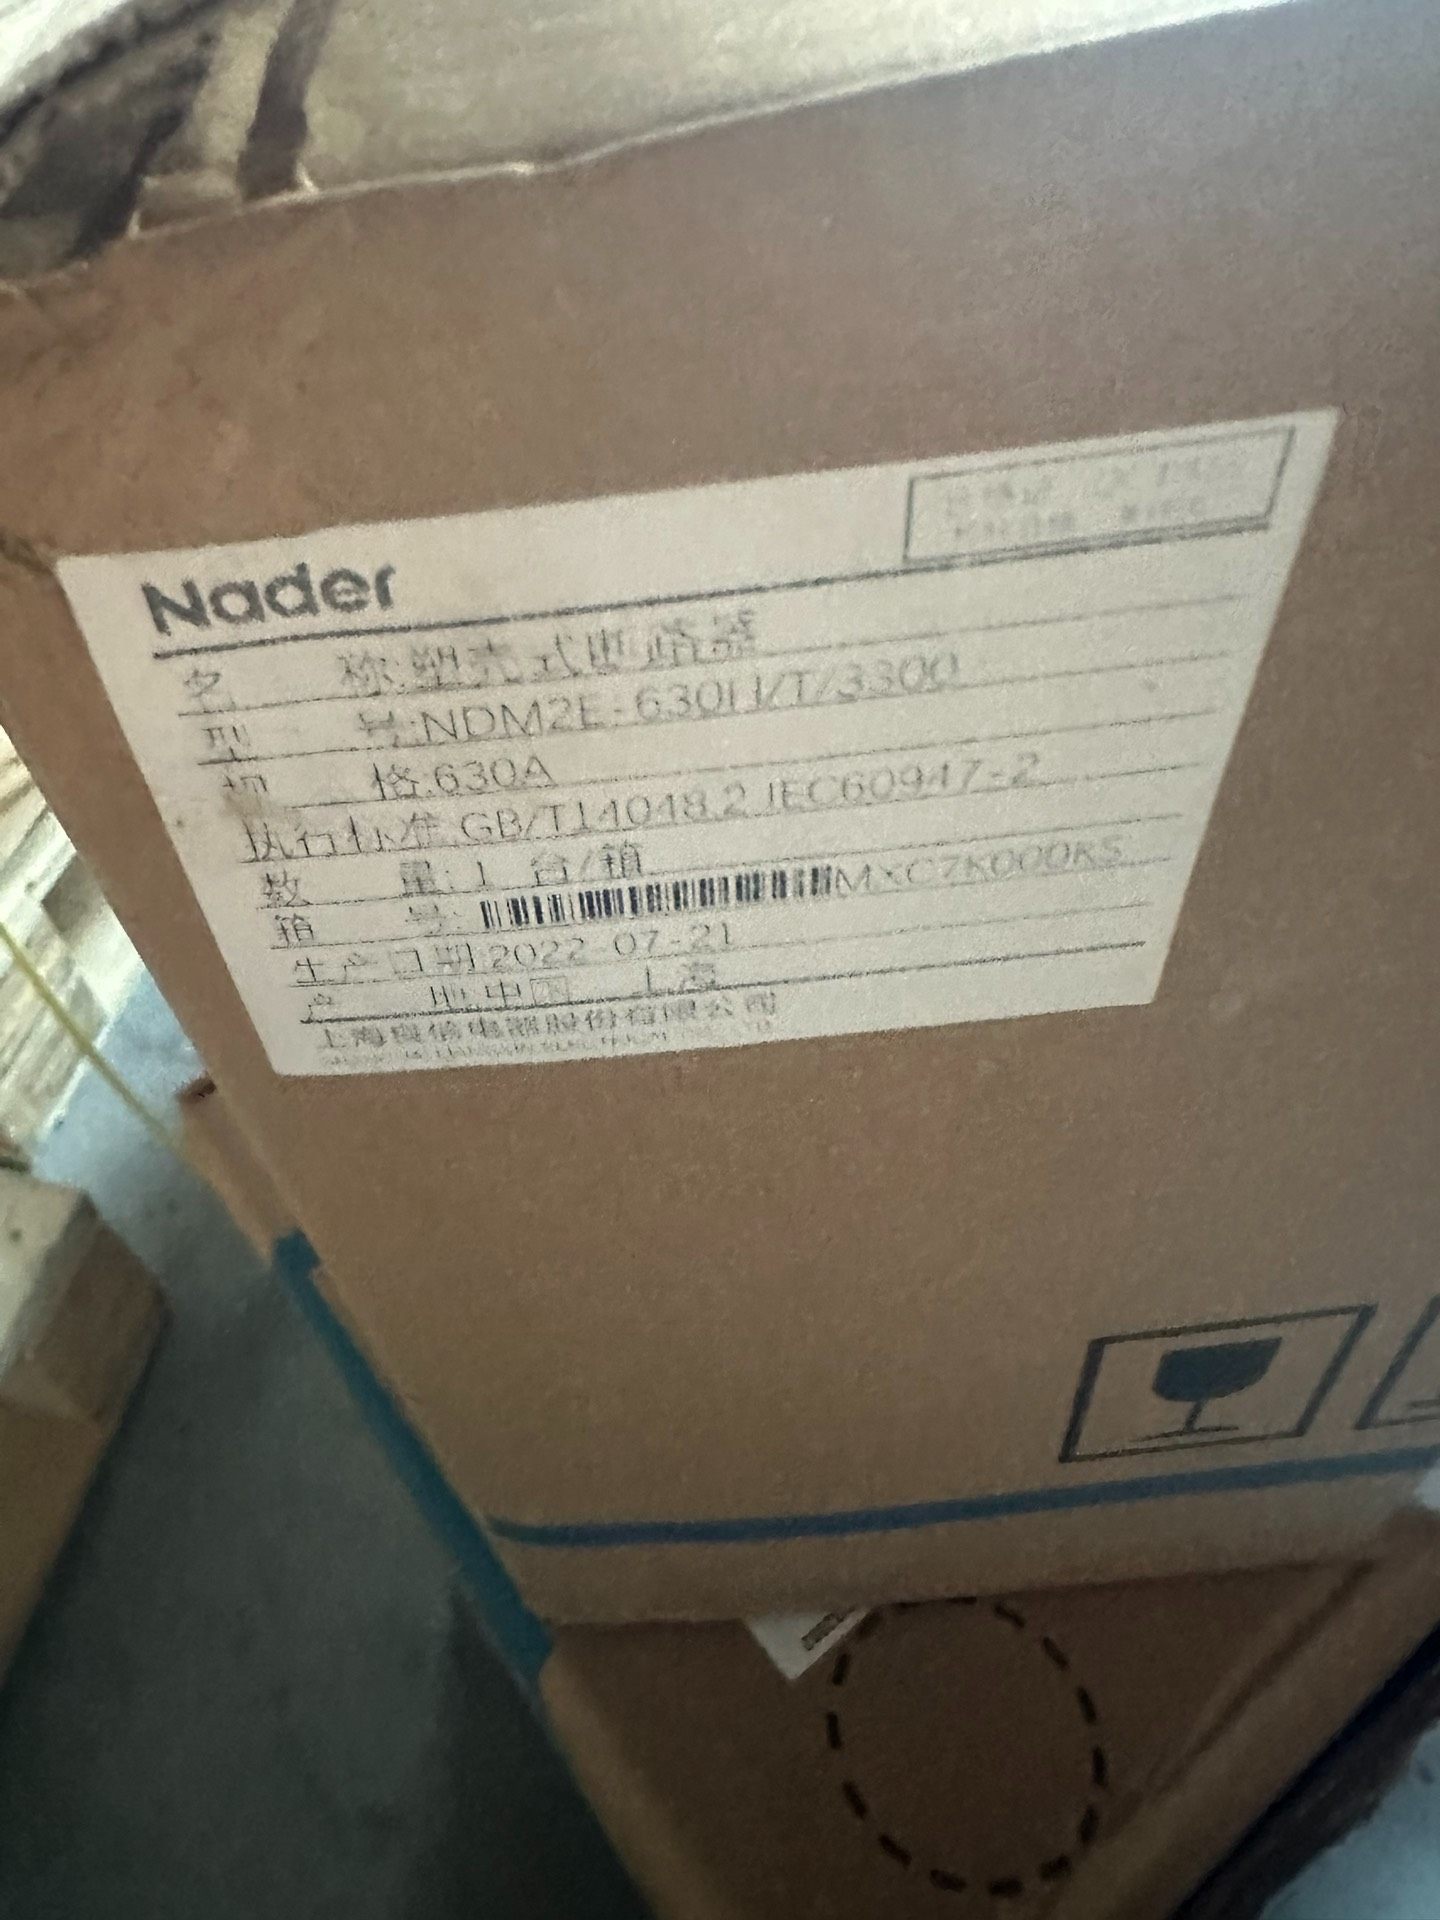 Nader
名 称:塑壳式断路器
型 号:NDM2E-630H/T/3300
规 格:630A
执行标准:GB/T14048.2 IEC60947-2
数 量:1 台/箱
箱 号: MXC7K000KS
生产日期:2022-07-21
产 地:中国 上海
上海良信电器股份有限公司